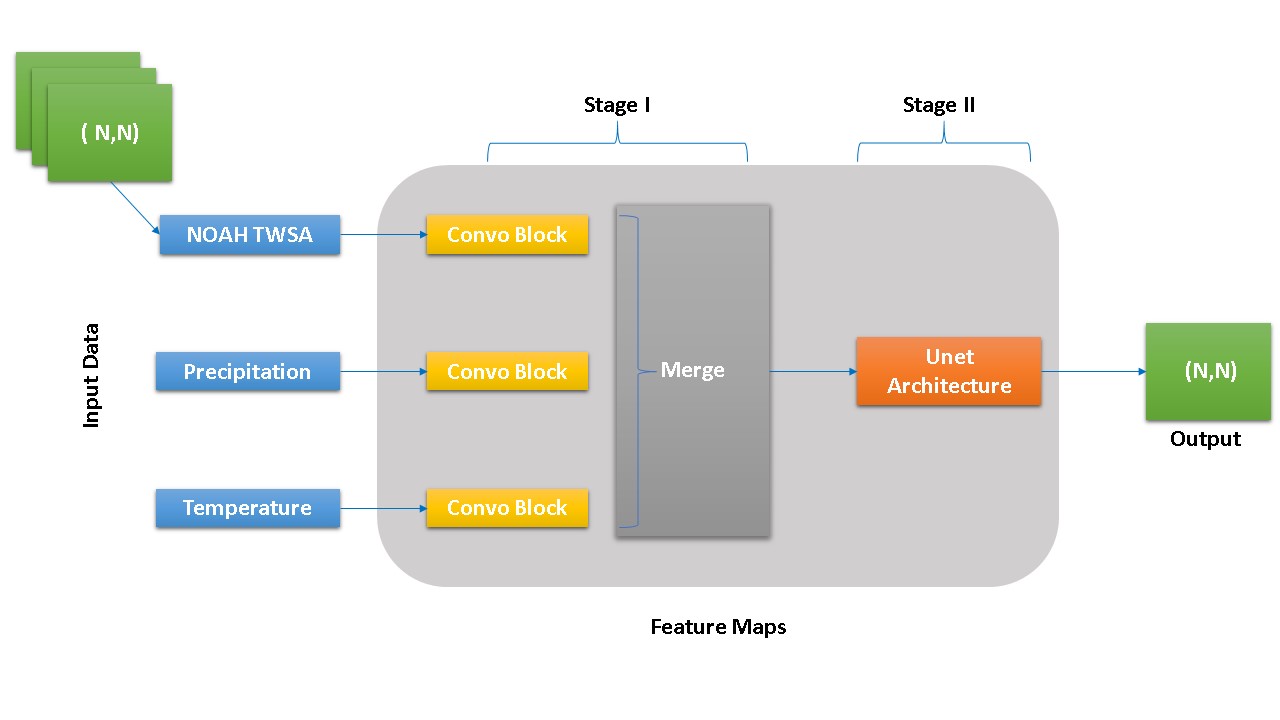 ( N,N)
Stage I
Stage II
NOAH TWSA
Convo Block
Input Data
Precipitation
Convo Block
Merge
Unet
Architecture
(N,N)
Output
Temperature
Convo Block
Feature Maps